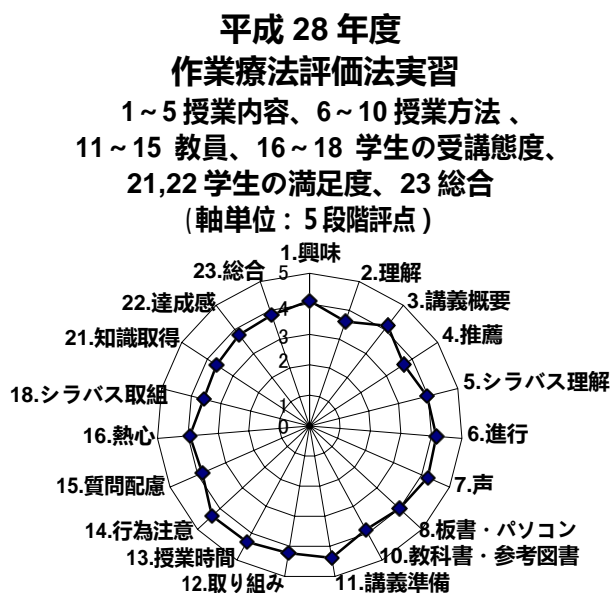 平成 28 年度
作業療法評価法実習
1～5 授業内容、6～10 授業方法 、
11～15 教員、16～18 学生の受講態度、
21,22 学生の満足度、23 総合
(軸単位：5 段階評点)
1.興味
2.理解
3.講義概要
4.推薦
5.シラバス理解
6.進行
7.声
8.板書・パソコン
10.教科書・参考図書
11.講義準備
12.取り組み
13.授業時間
14.行為注意
15.質問配慮
16.熱心
18.シラバス取組
21.知識取得
22.達成感
23.総合
5
4
3
2
1
0